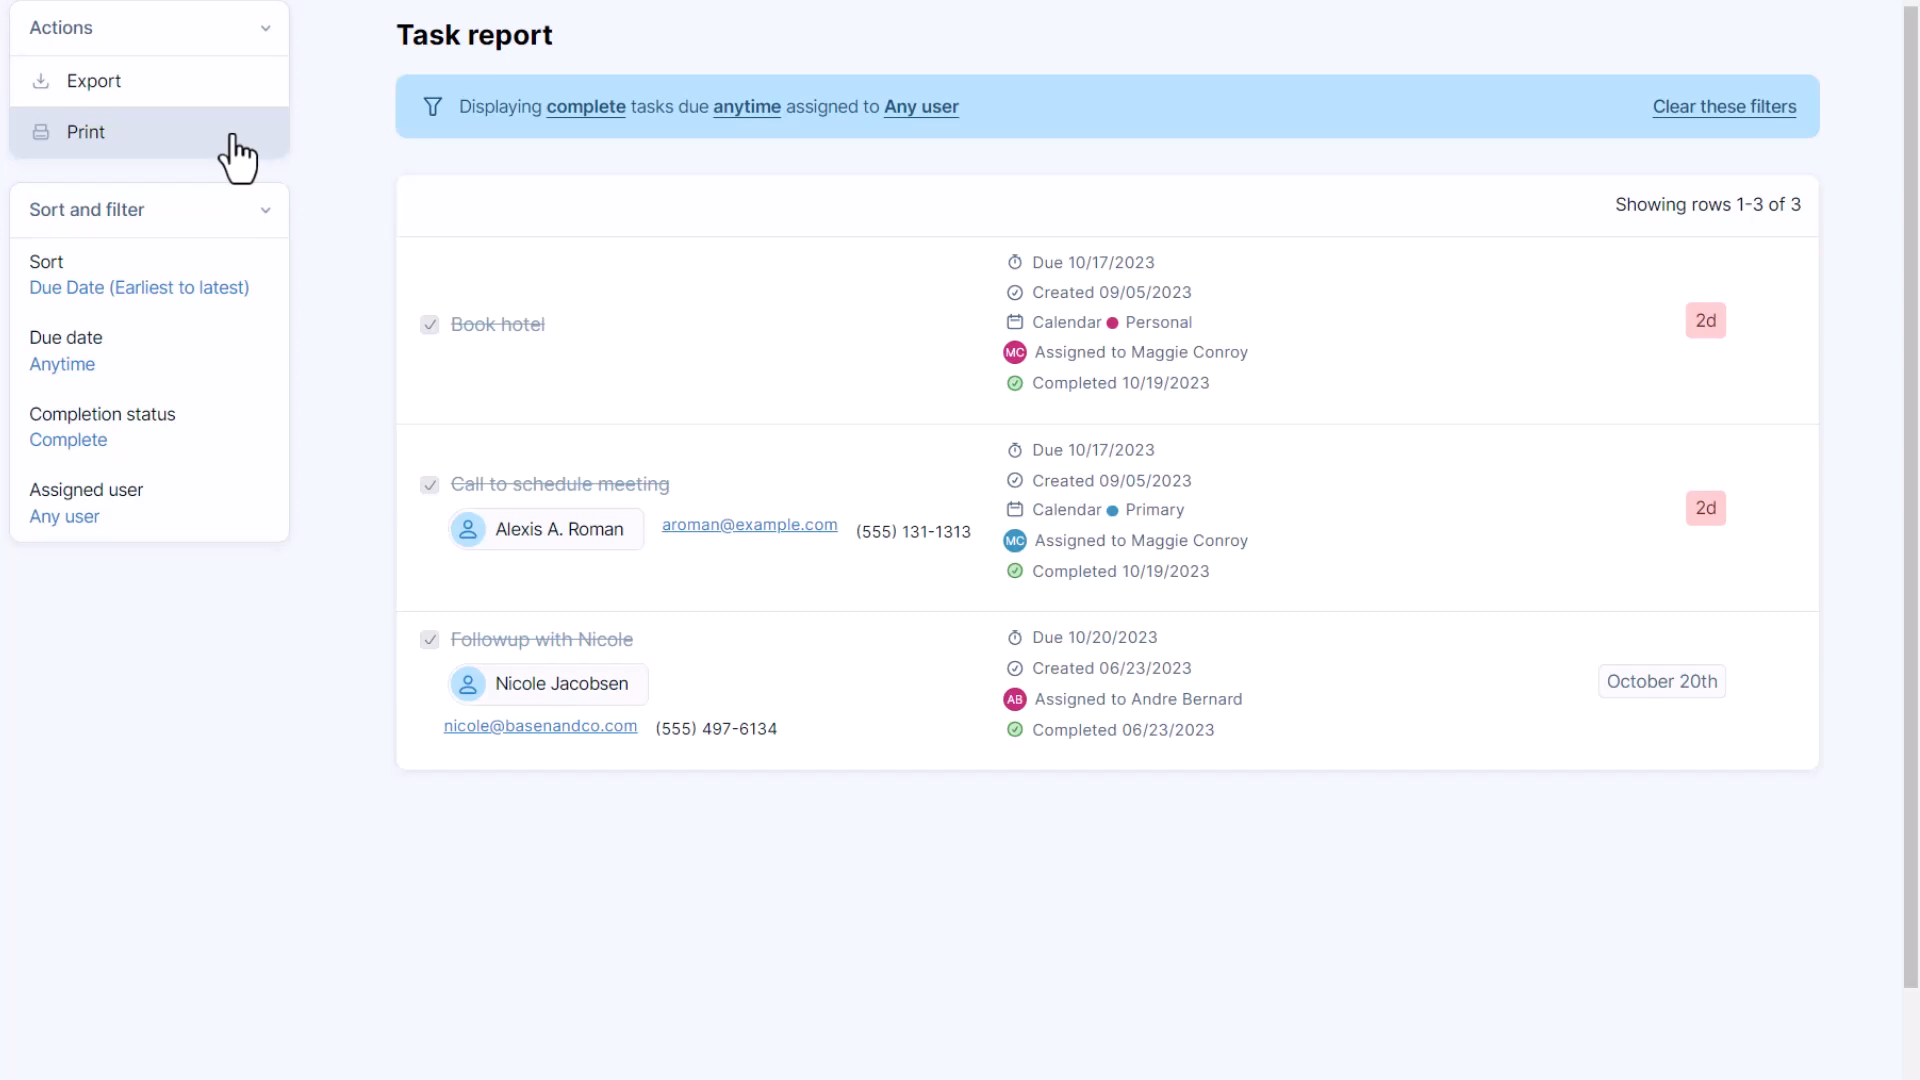 Actions
Export
Print
Sort and filter
Sort
Due Date (Earliest to latest)
Due date
Anytime
Completion status
Complete
Assigned user
Any user
Task report
Displaying complete tasks due anytime assigned to Any user
Clear these filters
Showing rows 1-3 of 3
Book hotel
Due 10/17/2023
Created 09/05/2023
Calendar Personal
MC Assigned to Maggie Conroy
Completed 10/19/2023
2d
Call to schedule meeting
Alexis A. Roman aroman@example.com (555) 131-1313
Due 10/17/2023
Created 09/05/2023
Calendar Primary
MC Assigned to Maggie Conroy
Completed 10/19/2023
2d
Followup with Nicole
Nicole Jacobsen
nicole@basenandco.com (555) 497-6134
Due 10/20/2023
Created 06/23/2023
AB Assigned to Andre Bernard
Completed 06/23/2023
October 20th